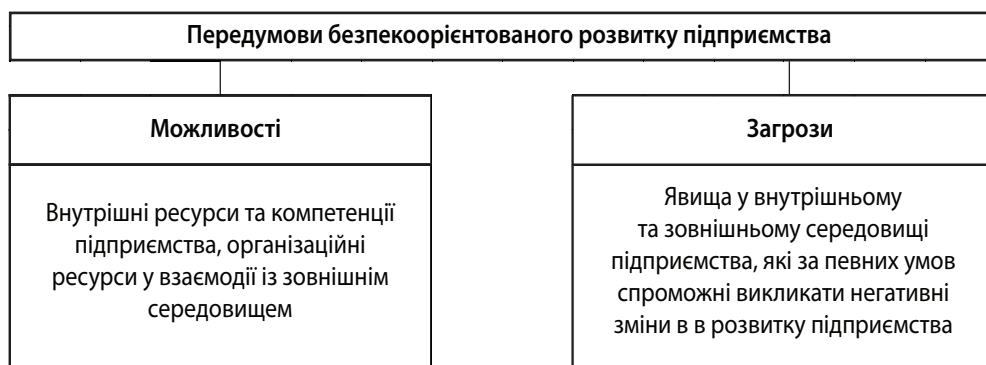 Передумови безпекоорієнтованого розвитку підприємства
Можливості
Внутрішні ресурси та компетенції
підприємства, організаційні
ресурси у взаємодії із зовнішнім
середовищем
Загрози
Явища у внутрішньому
та зовнішньому середовищі
підприємства, які за певних умов
спроможні викликати негативні
зміни в в розвитку підприємства